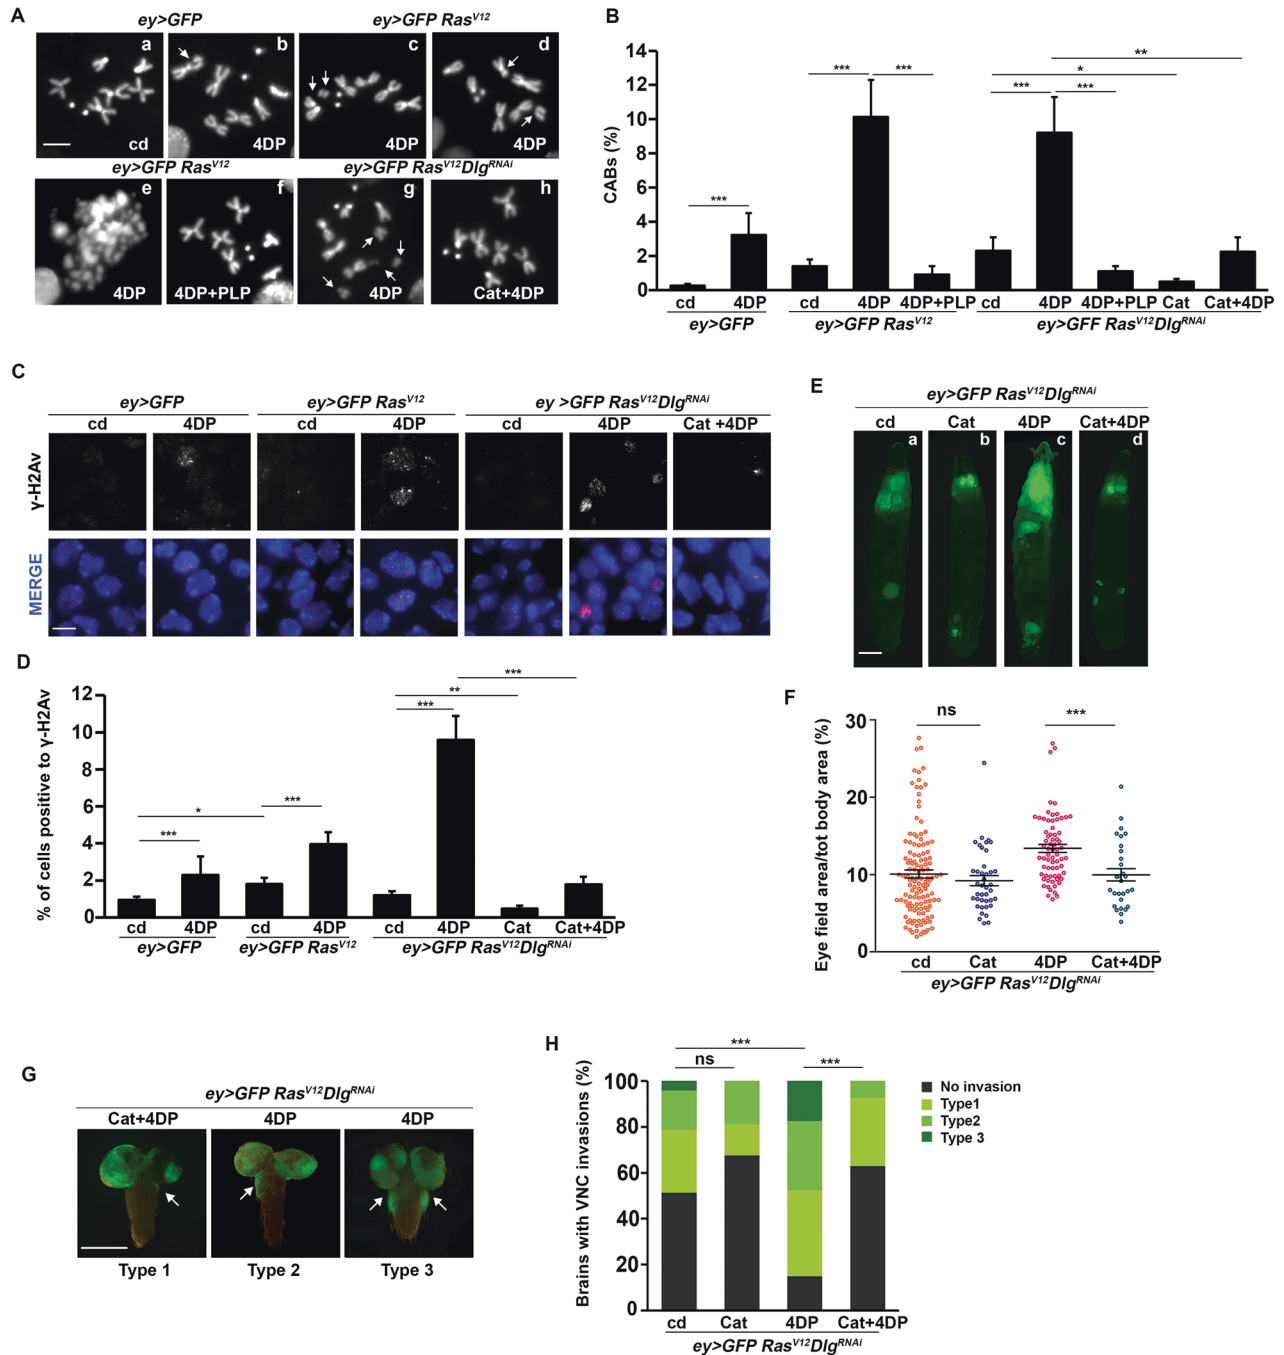 A
ey>GFP
ey>GFP Ras^V12
a
b
c
d
cd
4DP
4DP
4DP
ey>GFP Ras^V12
ey>GFP Ras^V12Dlg^RNAi
e
f
g
h
4DP
4DP+PLP
4DP
Cat+4DP
B
CABs (%)
14
12
10
8
6
4
2
0
***
***
***
***
***
*
**
cd
4DP
cd
4DP
4DP+PLP
cd
4DP
4DP+PLP
Cat
Cat+4DP
ey>GFP
ey>GFP Ras^V12
ey>GFF Ras^V12Dlg^RNAi
C
ey>GFP
ey>GFP Ras^V12
ey >GFP Ras^V12Dlg^RNAi
cd
4DP
cd
4DP
cd
4DP
Cat +4DP
γ-H2Av
MERGE
D
% of cells positive to γ-H2Av
12
10
8
6
4
2
0
***
*
***
***
**
***
cd
4DP
cd
4DP
cd
4DP
Cat
Cat+4DP
ey>GFP
ey>GFP Ras^V12
ey>GFP Ras^V12Dlg^RNAi
E
ey>GFP Ras^V12Dlg^RNAi
cd
Cat
4DP
Cat+4DP
a
b
c
d
F
Eye field area/tot body area (%)
30
20
10
0
ns
***
cd
Cat
4DP
Cat+4DP
ey>GFP Ras^V12Dlg^RNAi
G
ey>GFP Ras^V12Dlg^RNAi
Cat+4DP
4DP
4DP
Type 1
Type 2
Type 3
H
Brains with VNC invasions (%)
100
80
60
40
20
0
***
ns
***
No invasion
Type1
Type2
Type 3
cd
Cat
4DP
Cat+4DP
ey>GFP Ras^V12Dlg^RNAi